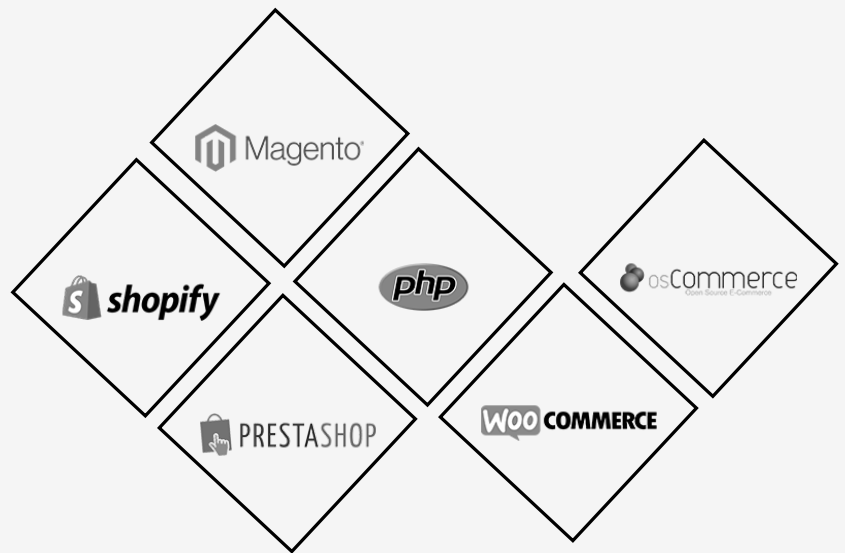 Magento
shopify
php
osCommerce
Open Source E-Commerce
PRESTASHOP
WOO COMMERCE